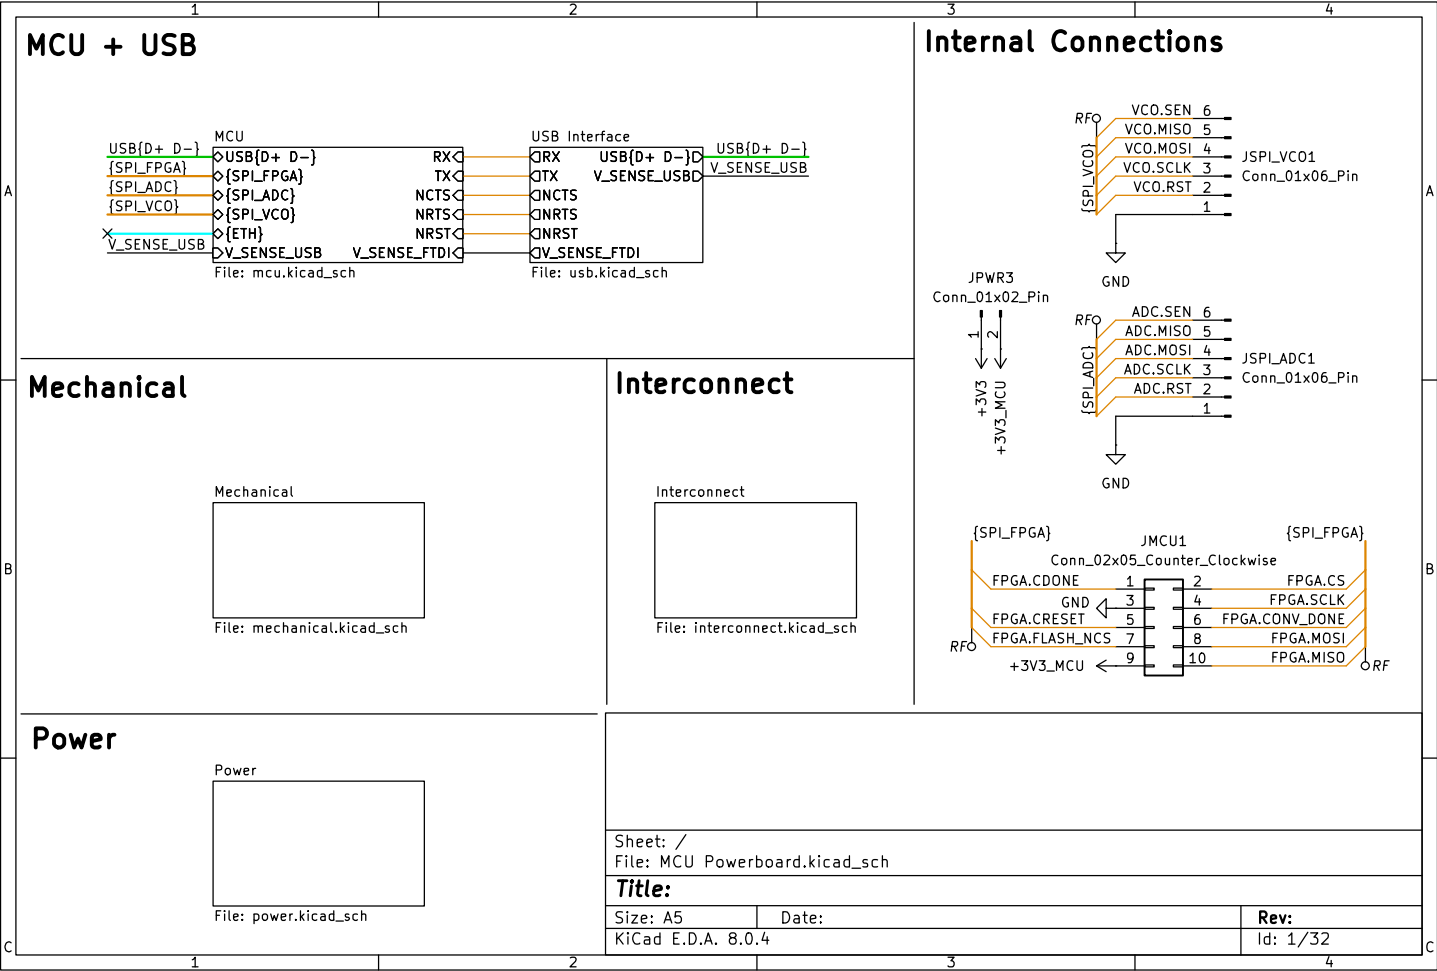 1 2 3 4
MCU + USB
Internal Connections
A
A
MCU
USB{D+ D-}
{SPI_FPGA}
{SPI_ADC}
{SPI_VCO}
V_SENSE_USB
USB{D+ D-}
{SPI_FPGA}
{SPI_ADC}
{SPI_VCO}
{ETH}
V_SENSE_USB
RX
TX
NCTS
NRTS
NRST
V_SENSE_FTDI
File: mcu.kicad_sch
USB Interface
RX
TX
NCTS
NRTS
NRST
V_SENSE_FTDI
USB{D+ D-}
V_SENSE_USB
File: usb.kicad_sch
USB{D+ D-}
V_SENSE_USB
RF
{SPI_VCO}
VCO.SEN 6
VCO.MISO 5
VCO.MOSI 4
VCO.SCLK 3
VCO.RST 2
1
JSPI_VCO1
Conn_01x06_Pin
GND
JPWR3
Conn_01x02_Pin
1
2
+3V3
+3V3_MCU
RF
{SPI_ADC}
ADC.SEN 6
ADC.MISO 5
ADC.MOSI 4
ADC.SCLK 3
ADC.RST 2
1
JSPI_ADC1
Conn_01x06_Pin
GND
Mechanical
Mechanical
File: mechanical.kicad_sch
Interconnect
Interconnect
File: interconnect.kicad_sch
B
B
{SPI_FPGA}
{SPI_FPGA}
JMCU1
Conn_02x05_Counter_Clockwise
FPGA.CDONE 1 2 FPGA.CS
GND 3 4 FPGA.SCLK
FPGA.CRESET 5 6 FPGA.CONV_DONE
FPGA.FLASH_NCS 7 8 FPGA.MOSI
+3V3_MCU 9 10 FPGA.MISO
RF
RF
Power
Power
File: power.kicad_sch
Sheet: /
File: MCU Powerboard.kicad_sch
Title:
Size: A5 Date: Rev:
KiCad E.D.A. 8.0.4 Id: 1/32
C
C
1 2 3 4